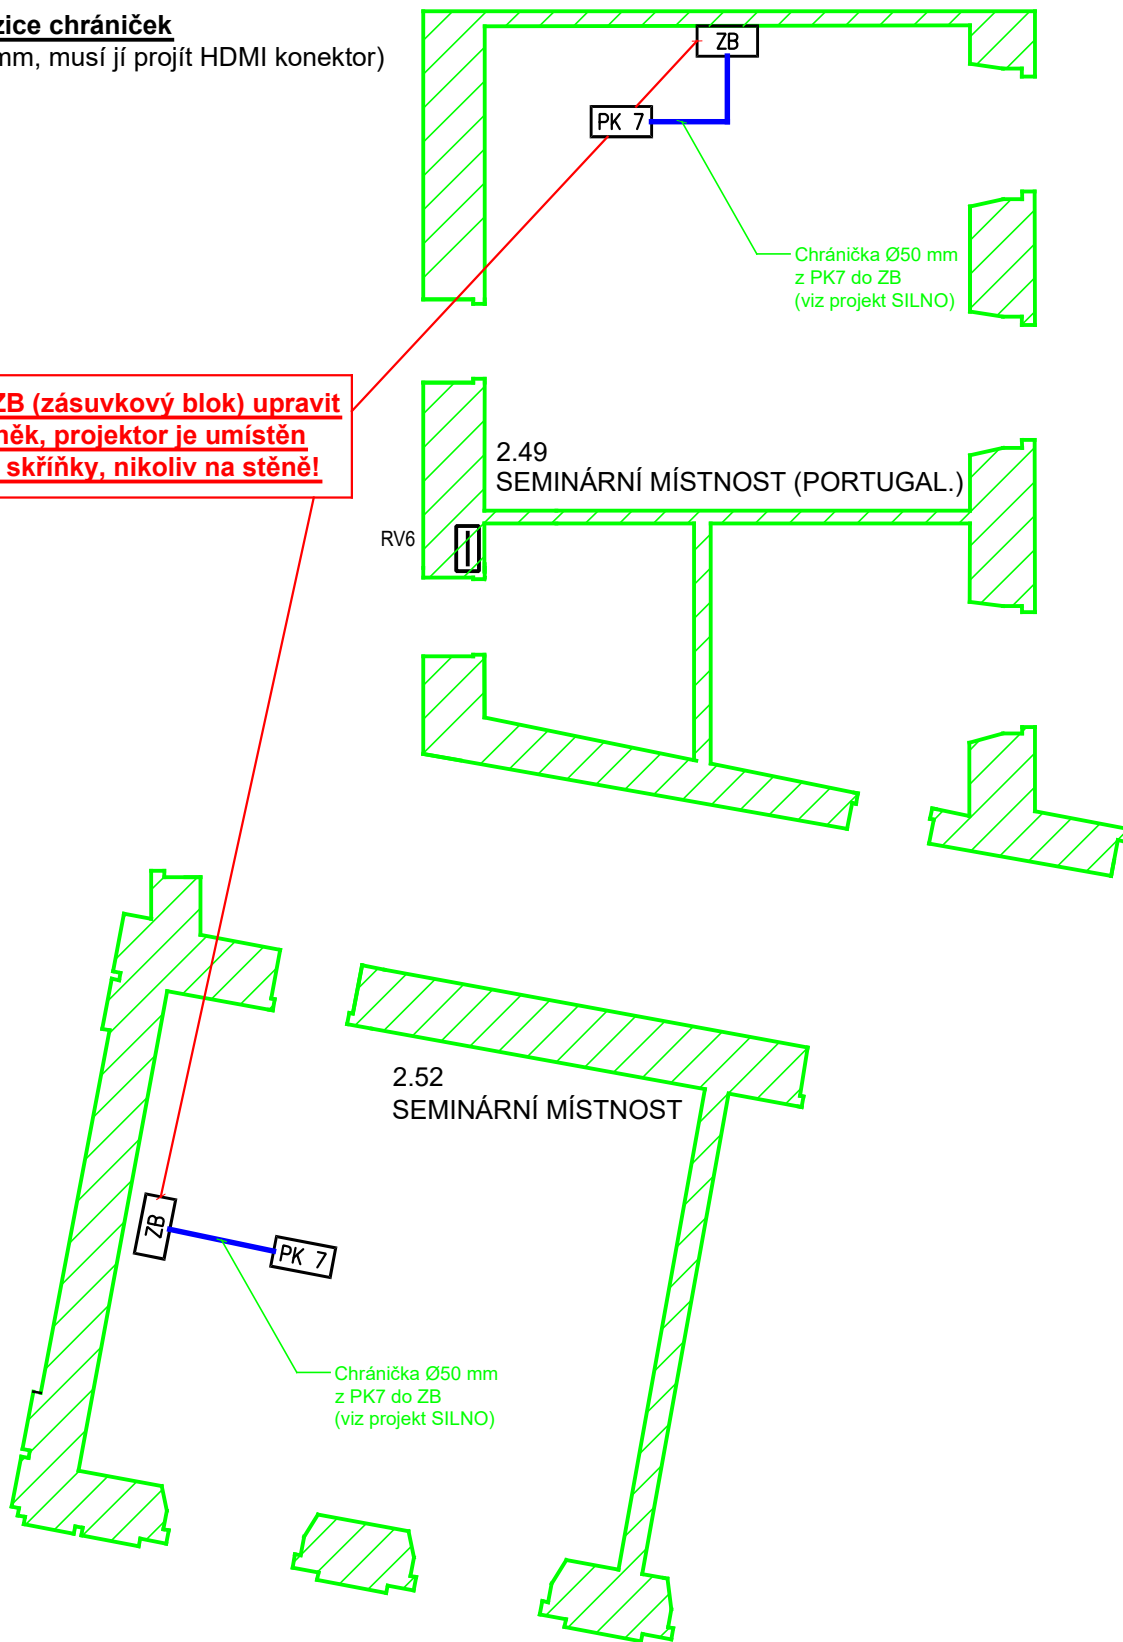 zice chrániček
mm, musí jí projít HDMI konektor)
ZB
PK 7
Chránička Ø50 mm
z PK7 do ZB
(viz projekt SILNO)
ZB (zásuvkový blok) upravit
něk, projektor je umístěn
skříňky, nikoliv na stěně!
2.49
SEMINÁRNÍ MÍSTNOST (PORTUGAL.)
RV6
2.52
SEMINÁRNÍ MÍSTNOST
ZB
PK 7
Chránička Ø50 mm
z PK7 do ZB
(viz projekt SILNO)